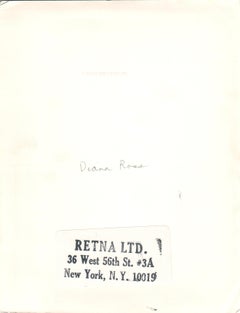 Diana Ross
RETNA LTD.
36 West 56th St. #3A
New York, N.Y. 10019